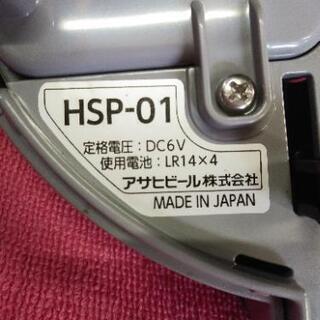 HSP-01
定格電圧：DC6V
使用電池：LR14×4
アサヒビール株式会社
MADE IN JAPAN